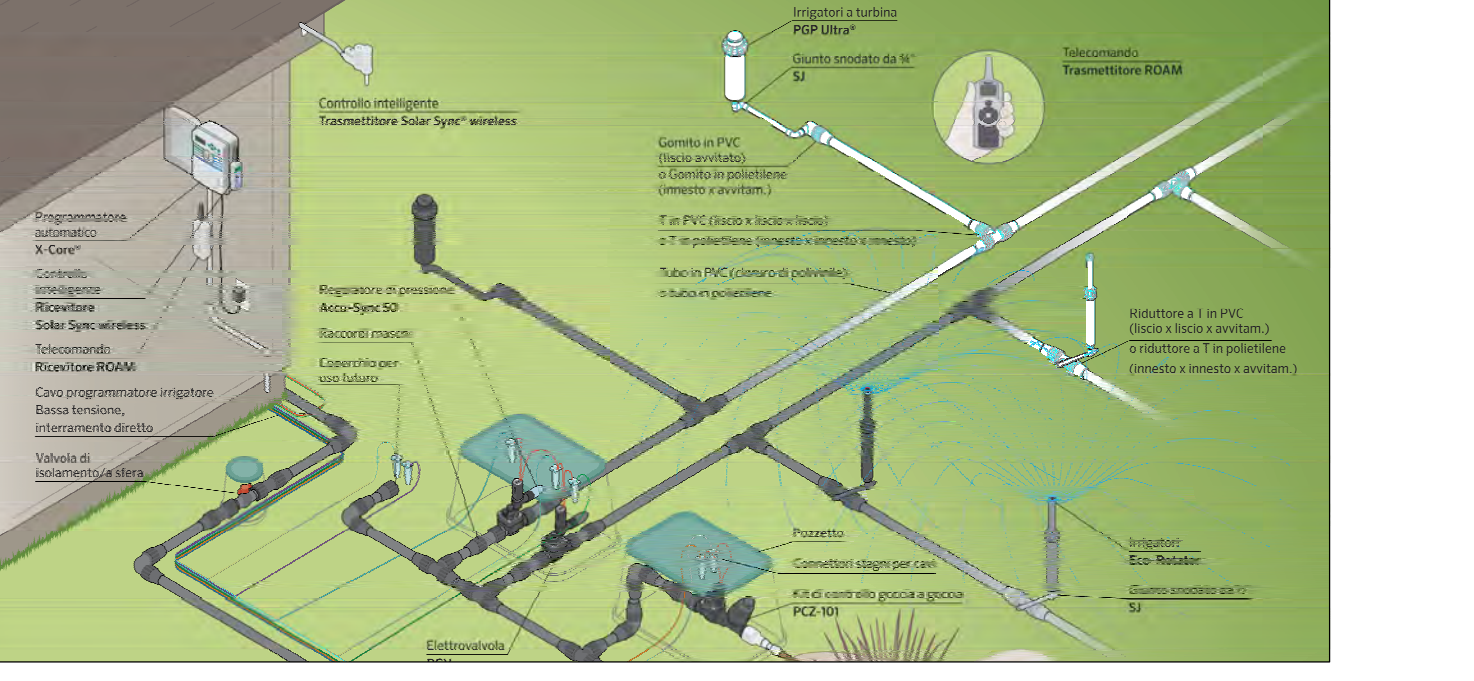 Irrigatori a turbina
PGP Ultra®
Giunto snodato da ¾"
SJ
Telecomando
Trasmettitore ROAM
Controllo intelligente
Trasmettitore Solar Sync® wireless
Gomito in PVC
(liscio avvitato)
o Gomito in polietilene
(innesto x avvitam.)
T in PVC (liscio x liscio x liscio)
o T in polietilene (innesto x innesto x innesto)
Tubo in PVC (cloruro di polivinile)
o tubo in polietilene
Programmatore
automatico
X-Core®
Controllo
intelligente
Ricevitore
Solar Sync wireless
Telecomando
Ricevitore ROAM
Cavo programmatore irrigatore
Bassa tensione,
interramento diretto
Valvola di
isolamento/a sfera
Regolatore di pressione
Accu-Sync 50
Raccordi maschi
Coperchio per
uso futuro
Riduttore a T in PVC
(liscio x liscio x avvitam.)
o riduttore a T in polietilene
(innesto x innesto x avvitam.)
Pozzetto
Connettori stagni per cavi
Kit di controllo goccia a goccia
PCZ-101
Irrigatori
Eco-Rotator
Giunto snodato da ½"
SJ
Elettrovalvola